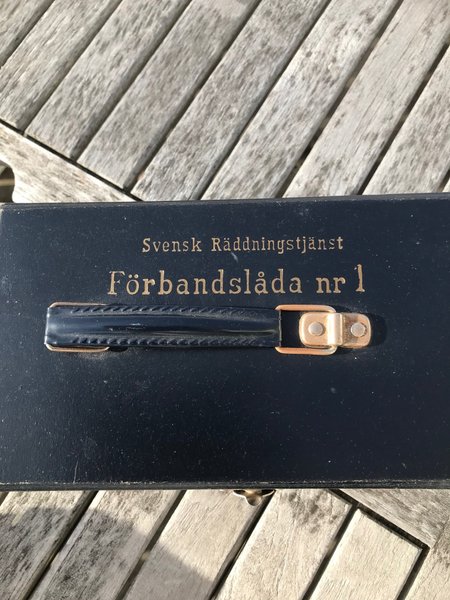 Svensk Räddningstjänst
Förbandslåda nr 1